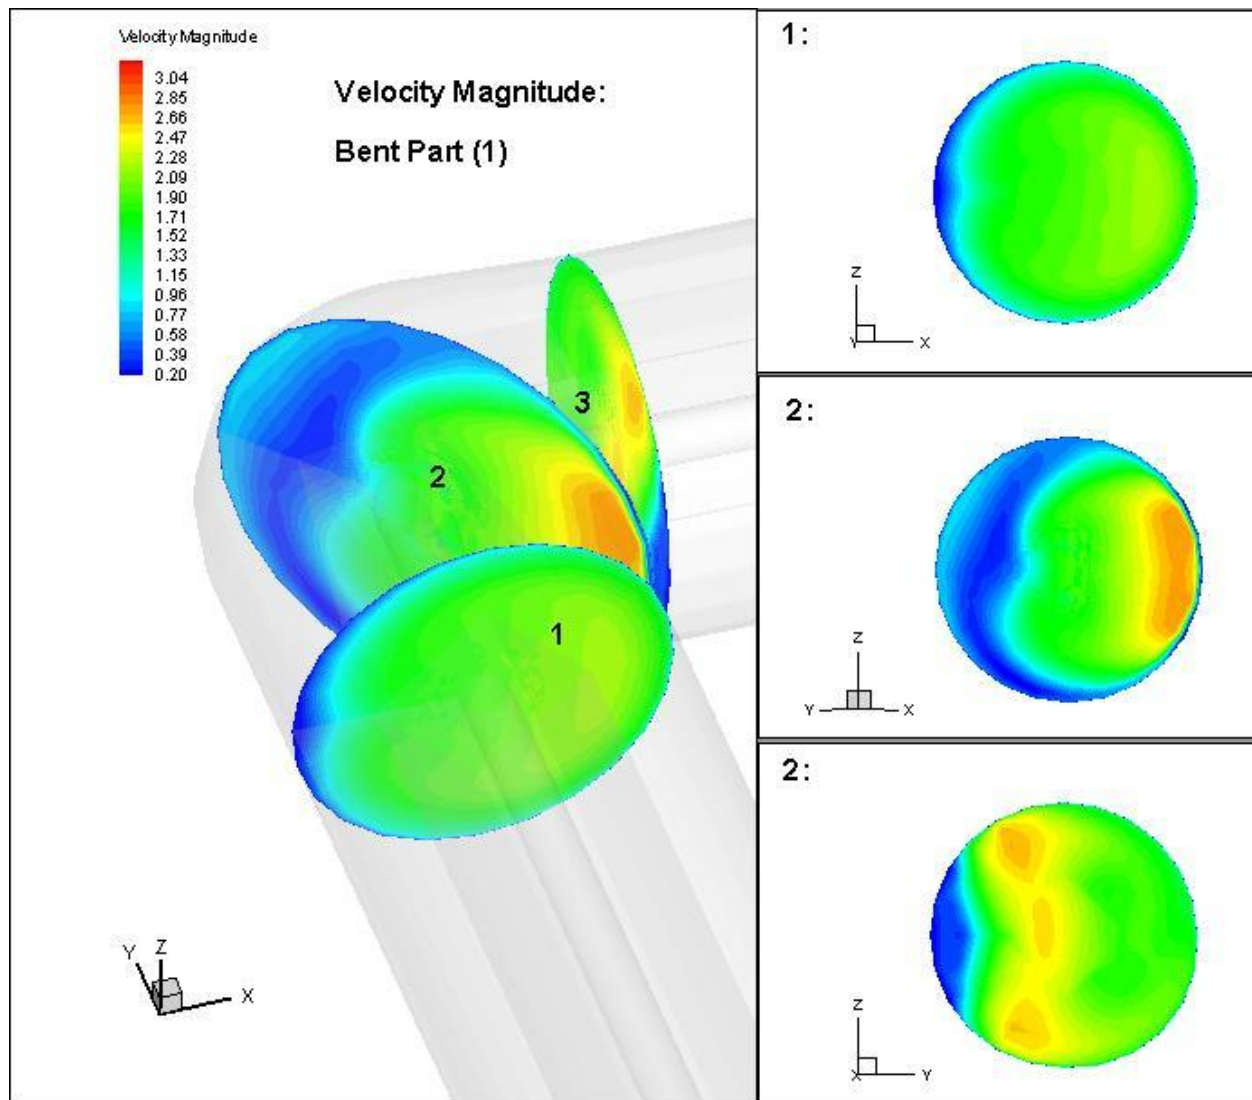 Velocity Magnitude
3.04
2.85
2.66
2.47
2.28
2.09
1.90
1.71
1.52
1.33
1.15
0.96
0.77
0.58
0.39
0.20
Velocity Magnitude:
Bent Part (1)
3
2
1
Y Z
X
1:
Z
Y X
2:
Z
Y X
2:
Z
X Y